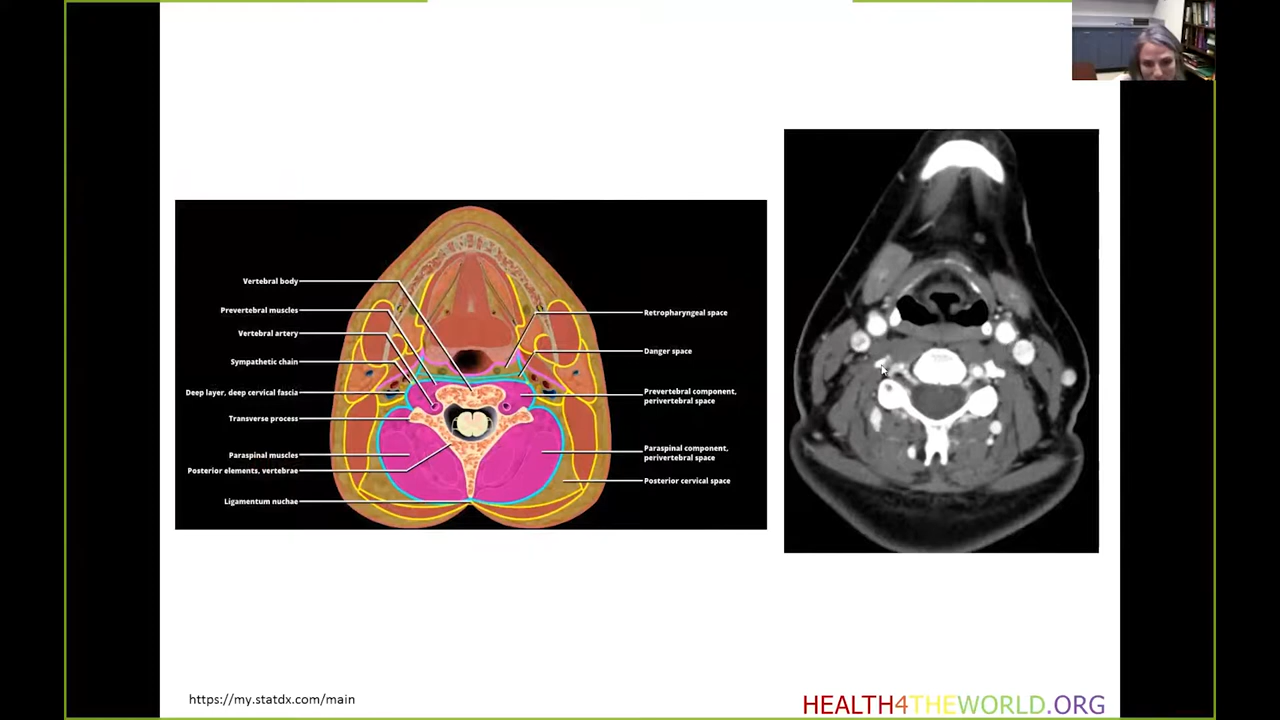 Vertebral body
Prevertebral muscles
Vertebral artery
Sympathetic chain
Deep layer, deep cervical fascia
Transverse process
Paraspinal muscles
Posterior elements, vertebrae
Ligamentum nuchae
Retropharyngeal space
Danger space
Prevertebral component,
perivertebral space
Paraspinal component,
perivertebral space
Posterior cervical space
https://my.statdx.com/main
HEALTH4THEWORLD.ORG